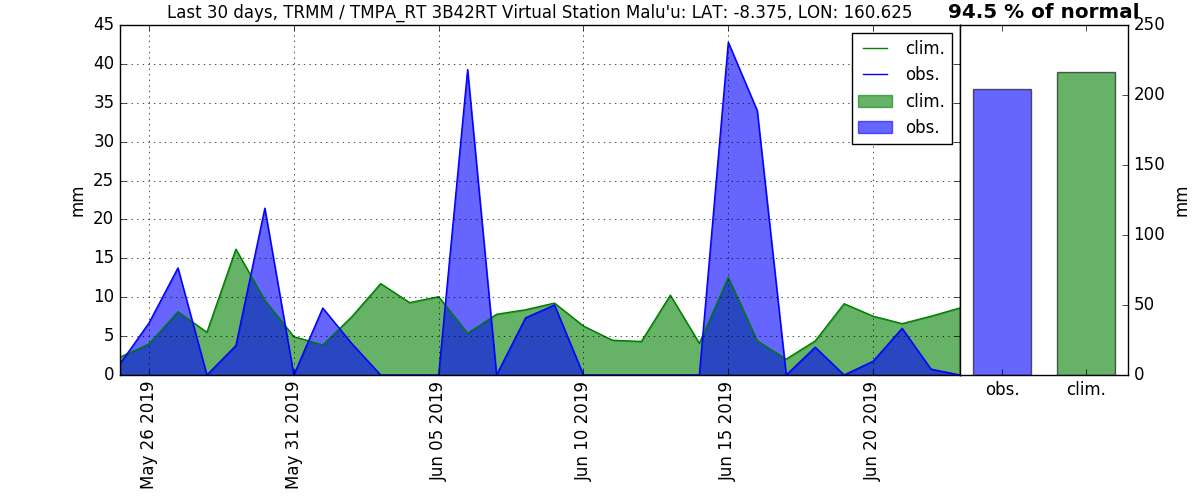 Last 30 days, TRMM / TMPA_RT 3B42RT Virtual Station Malu'u: LAT: -8.375, LON: 160.625
94.5 % of normal
45
40
35
30
25
20
15
10
5
0
mm
clim.
obs.
clim.
obs.
May 26 2019
May 31 2019
Jun 05 2019
Jun 10 2019
Jun 15 2019
Jun 20 2019
250
200
150
100
50
0
mm
obs.
clim.